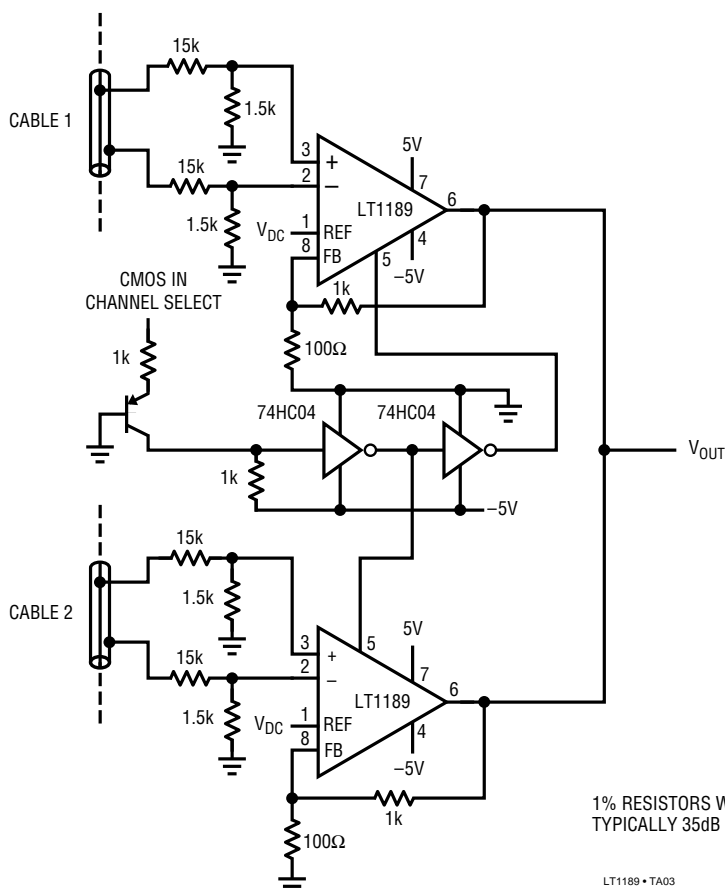 15k
1.5k
CABLE 1
15k
1.5k
3
+
2
−
LT1189
5V
7
6
VDC
1
REF
8
FB
5
4
−5V
1k
100Ω
CMOS IN
CHANNEL SELECT
1k
74HC04
74HC04
1k
−5V
VOUT
15k
1.5k
CABLE 2
15k
1.5k
3
+
2
−
5
LT1189
5V
7
6
VDC
1
REF
8
FB
4
−5V
1k
100Ω
1% RESISTORS
TYPICALLY 35dB
LT1189 • TA03